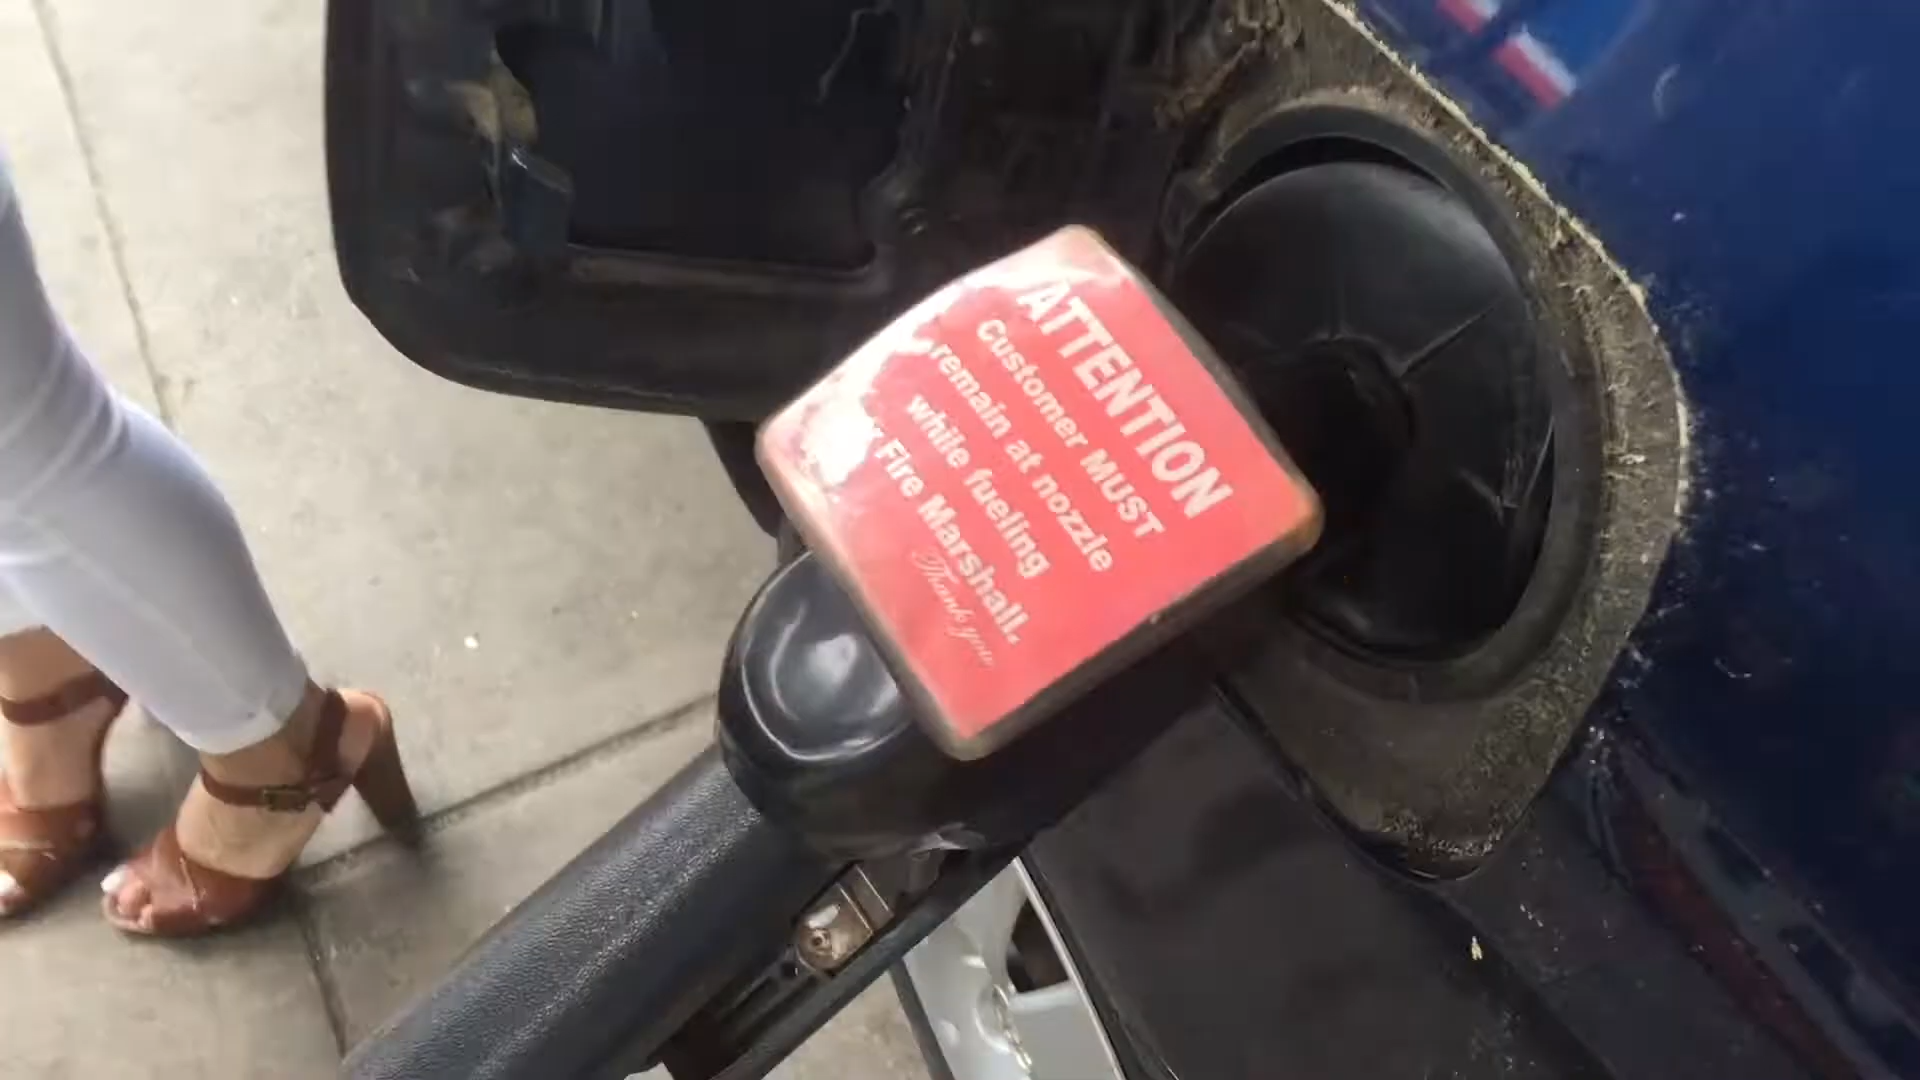 ATTENTION
Customer MUST
remain at nozzle
while fueling
Fire Marshall.
Thank you